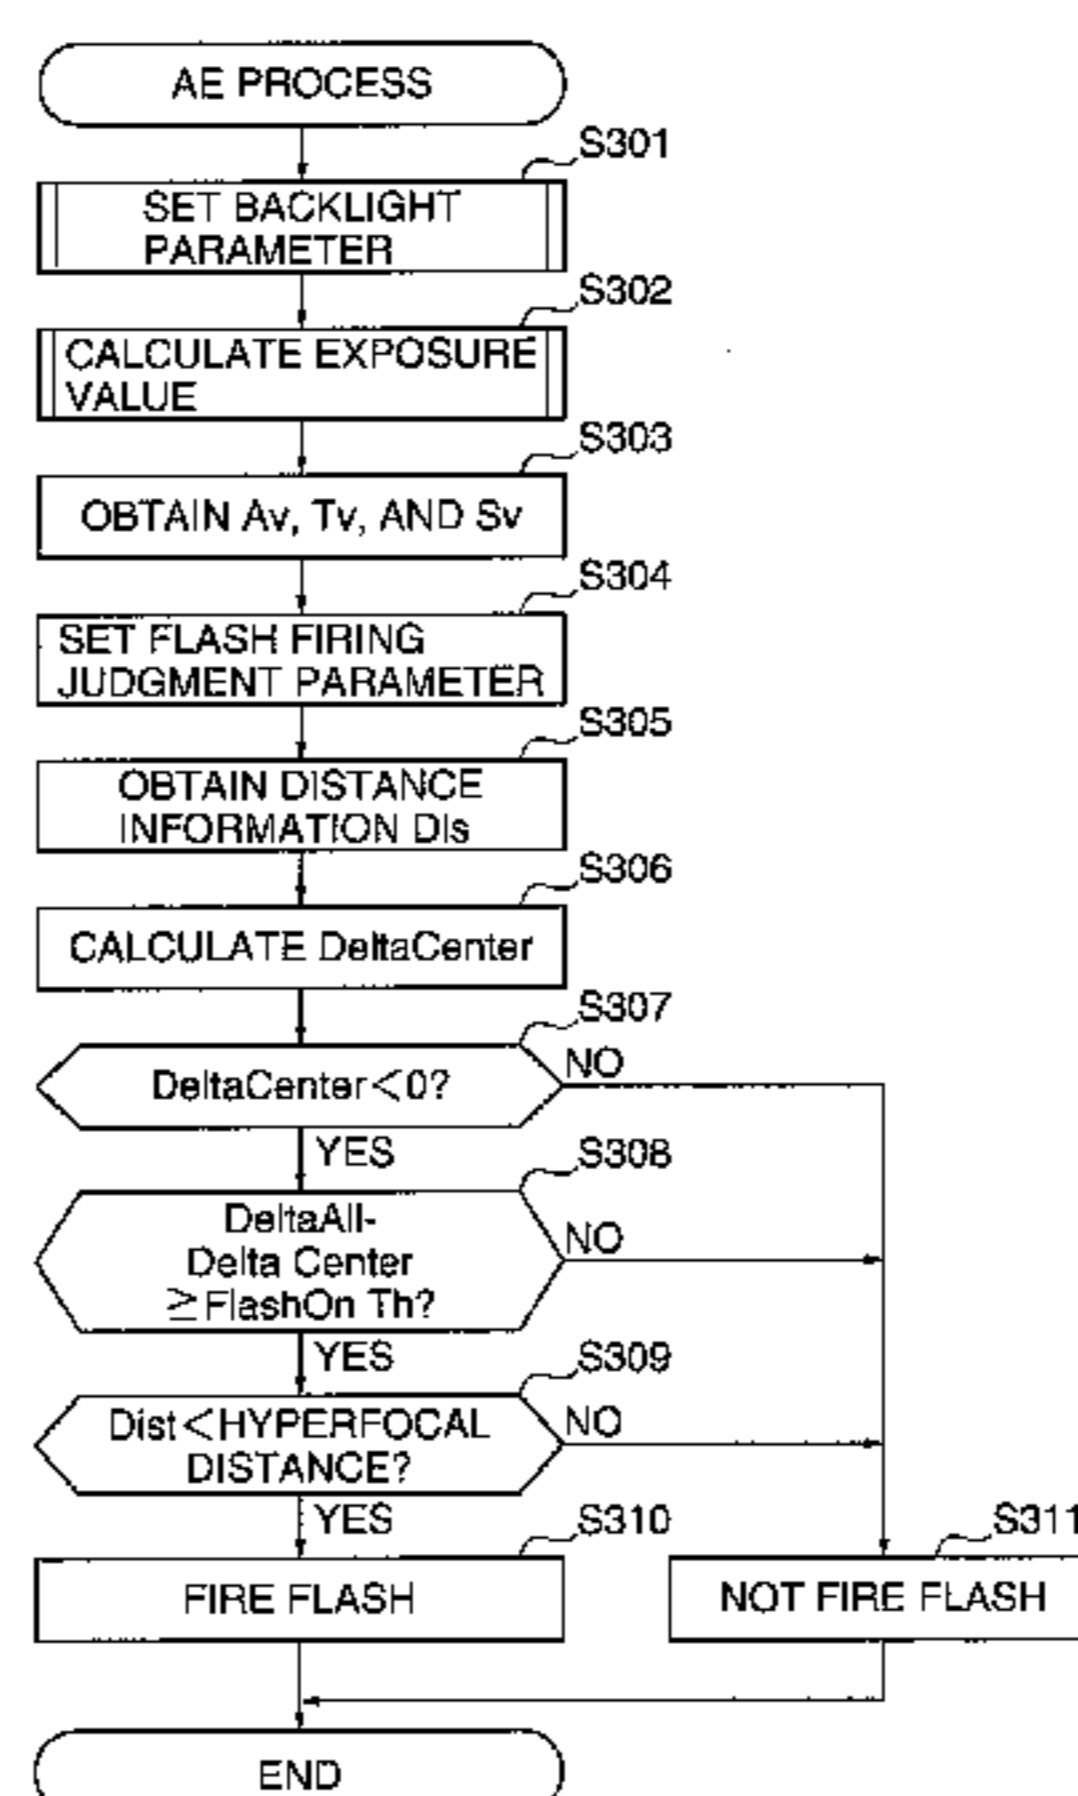 AE PROCESS
S301
SET BACKLIGHT
PARAMETER
S302
CALCULATE EXPOSURE
VALUE
S303
OBTAIN Av, Tv, AND Sv
S304
SET FLASH FIRING
JUDGMENT PARAMETER
S305
OBTAIN DISTANCE
INFORMATION DIs
S306
CALCULATE DeltaCenter
S307
DeltaCenter<0?
NO
YES
S308
DeltaAll-
Delta Center
≥FlashOn Th?
NO
YES
S309
Dist<HYPERFOCAL
DISTANCE?
NO
YES
S310
FIRE FLASH
S311
NOT FIRE FLASH
END